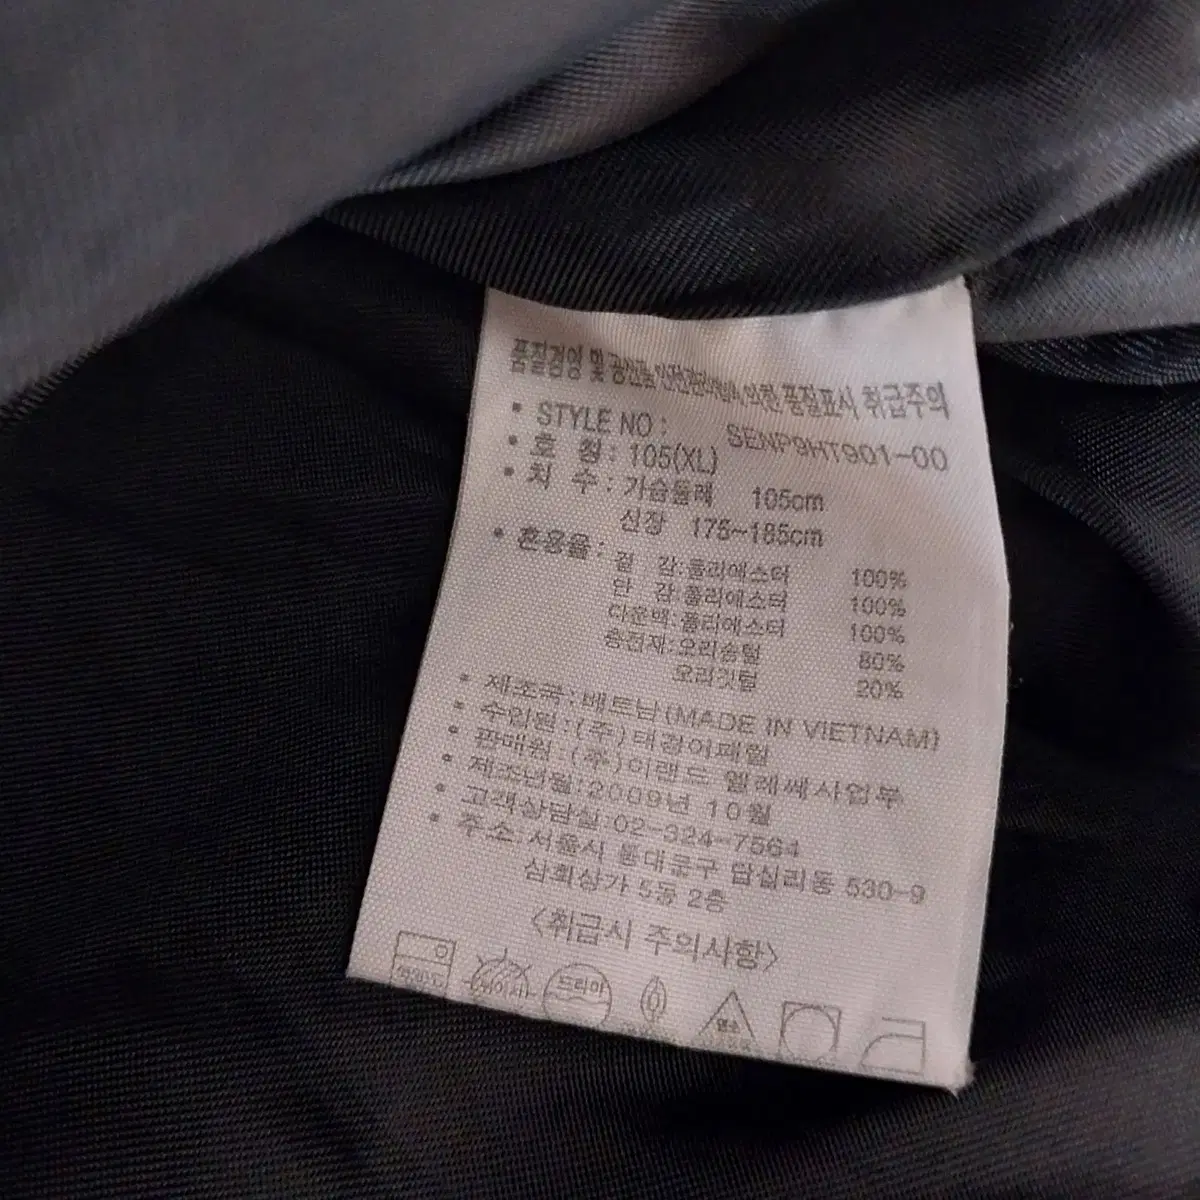 품질경영 및 공산품 안전관리법에 의한 품질표시 취급주의
• STYLE NO : SENP9HT901-00
• 호 칭 : 105(XL)
• 치 수 : 가슴둘레 105cm
신장 175~185cm
• 혼용율 : 겉 감:폴리에스터 100%
안 감:폴리에스터 100%
다운백:폴리에스터 100%
충전재:오리솜털 80%
오리깃털 20%
• 제조국:베트남(MADE IN VIETNAM)
• 수입원:(주)태광어패럴
• 판매원:(주)이랜드 엘레쎄사업부
• 제조년월:2009년 10월
• 고객상담실:02-324-7564
• 주소:서울시 동대문구 답십리동 530-9
삼희상가 5동 2층
<취급시 주의사항>
드라이
염소